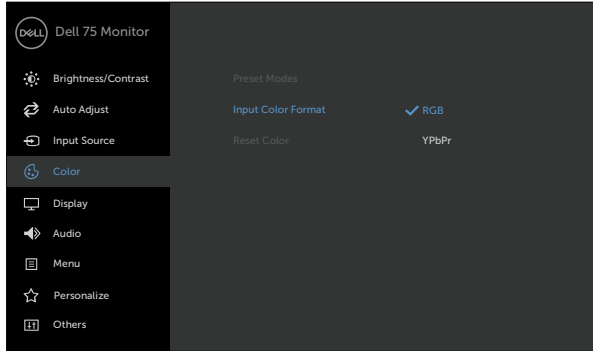 DELL Dell 75 Monitor
Brightness/Contrast Preset Modes
Auto Adjust Input Color Format RGB
Input Source Reset Color YPbPr
Color
Display
Audio
Menu
Personalize
Others